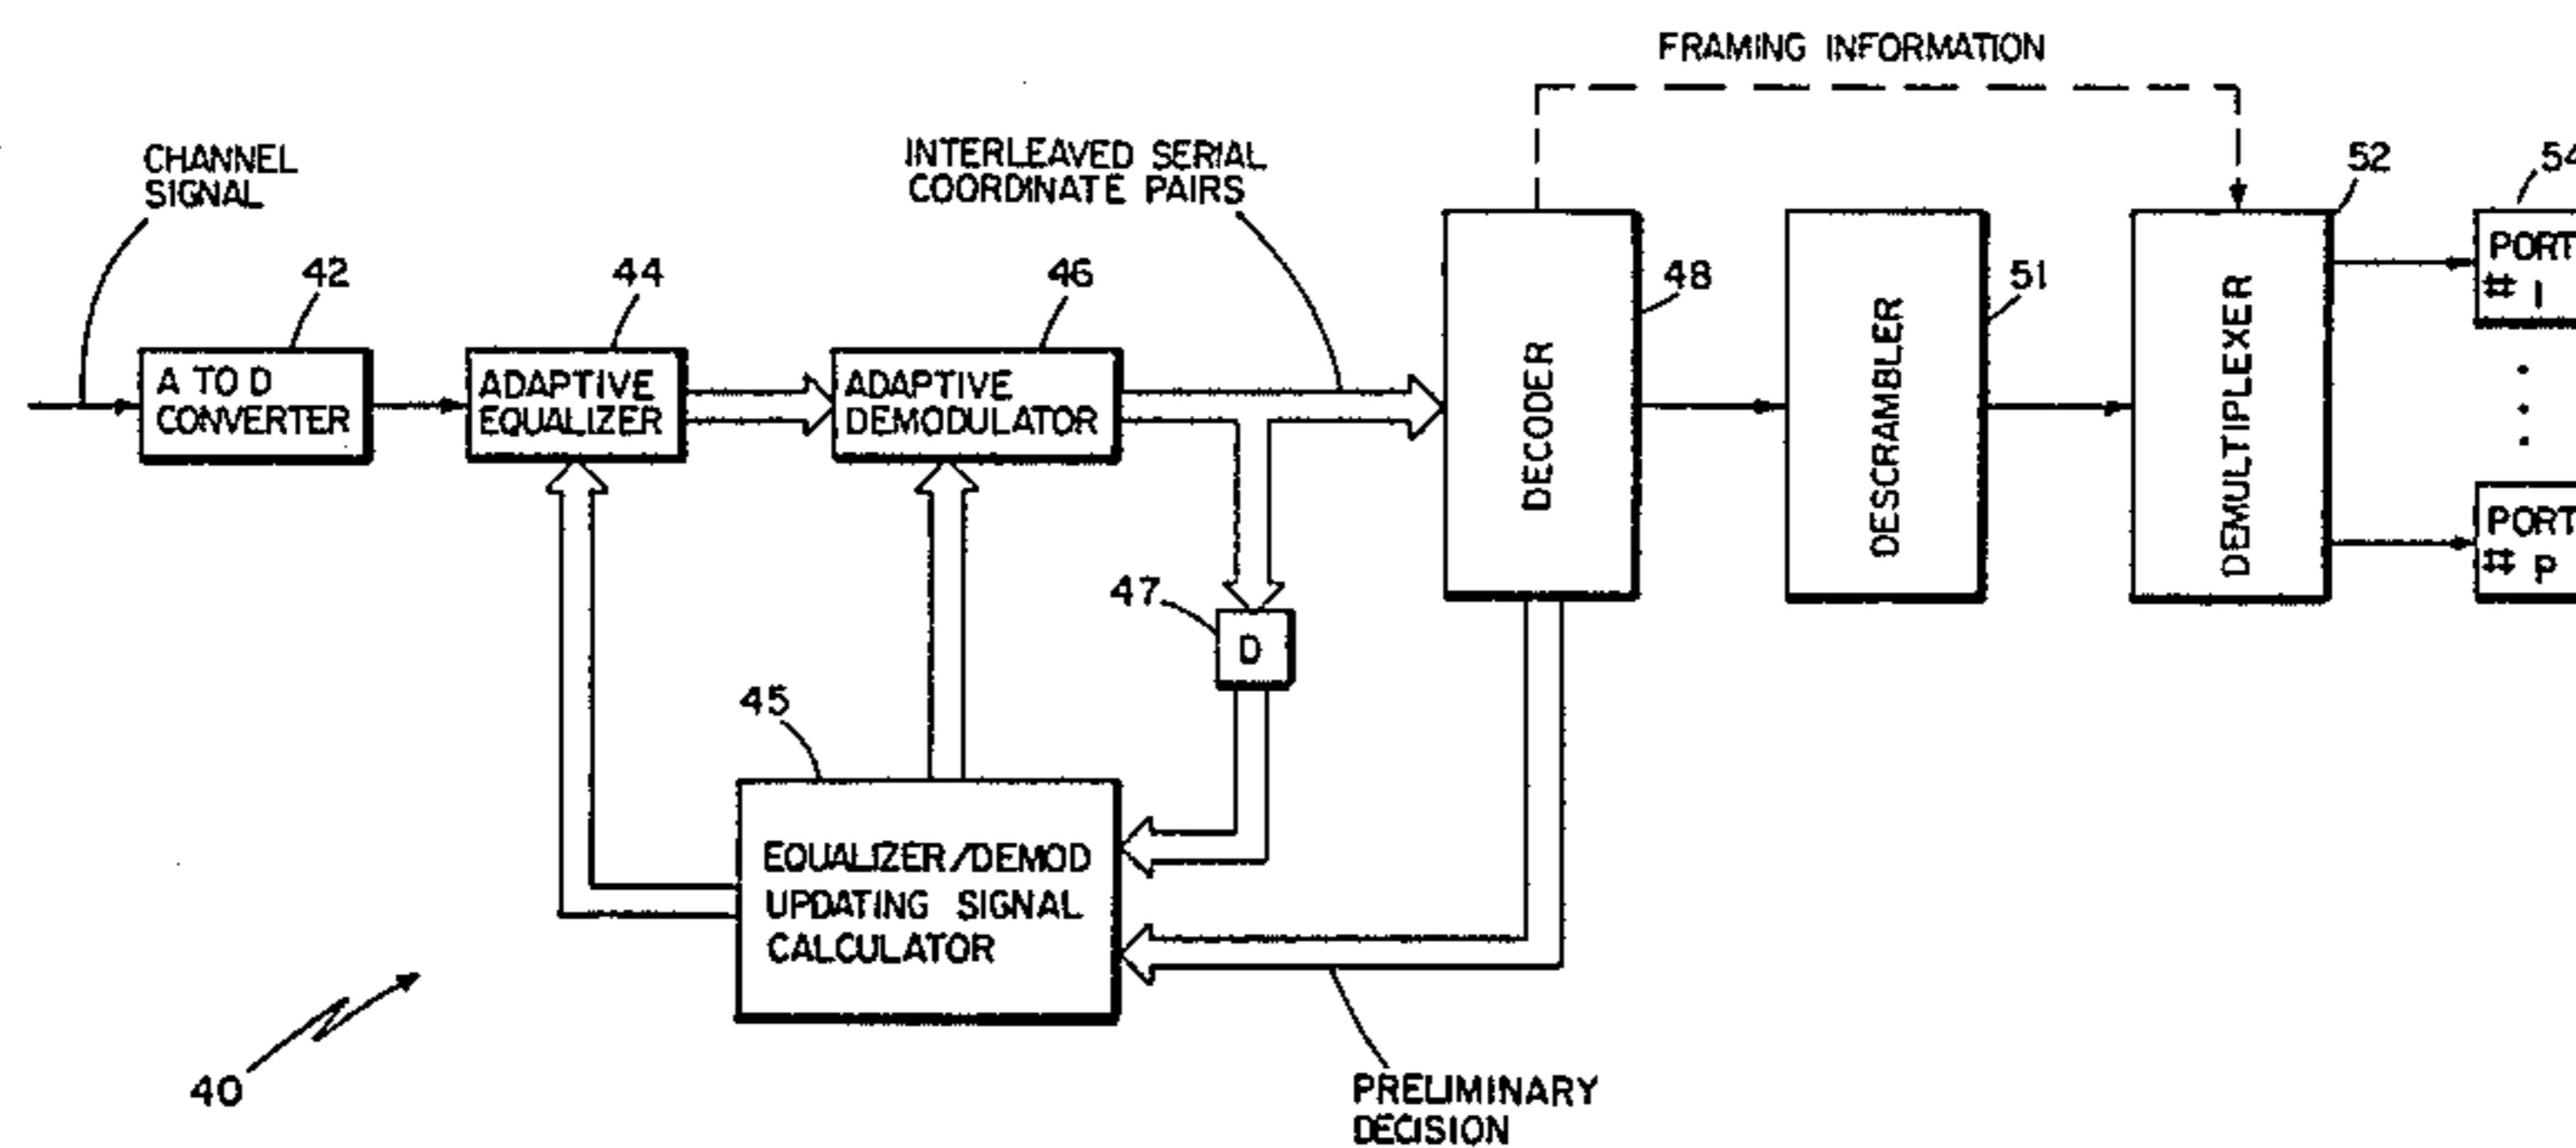 FRAMING INFORMATION
CHANNEL
SIGNAL
INTERLEAVED SERIAL
COORDINATE PAIRS
42
44
46
48
51
52
54
A TO D
CONVERTER
ADAPTIVE
EQUALIZER
ADAPTIVE
DEMODULATOR
DECODER
DESCRAMBLER
DEMULTIPLEXER
PORT
# 1
PORT
# P
47
D
45
EQUALIZER/DEMOD
UPDATING SIGNAL
CALCULATOR
40
PRELIMINARY
DECISION